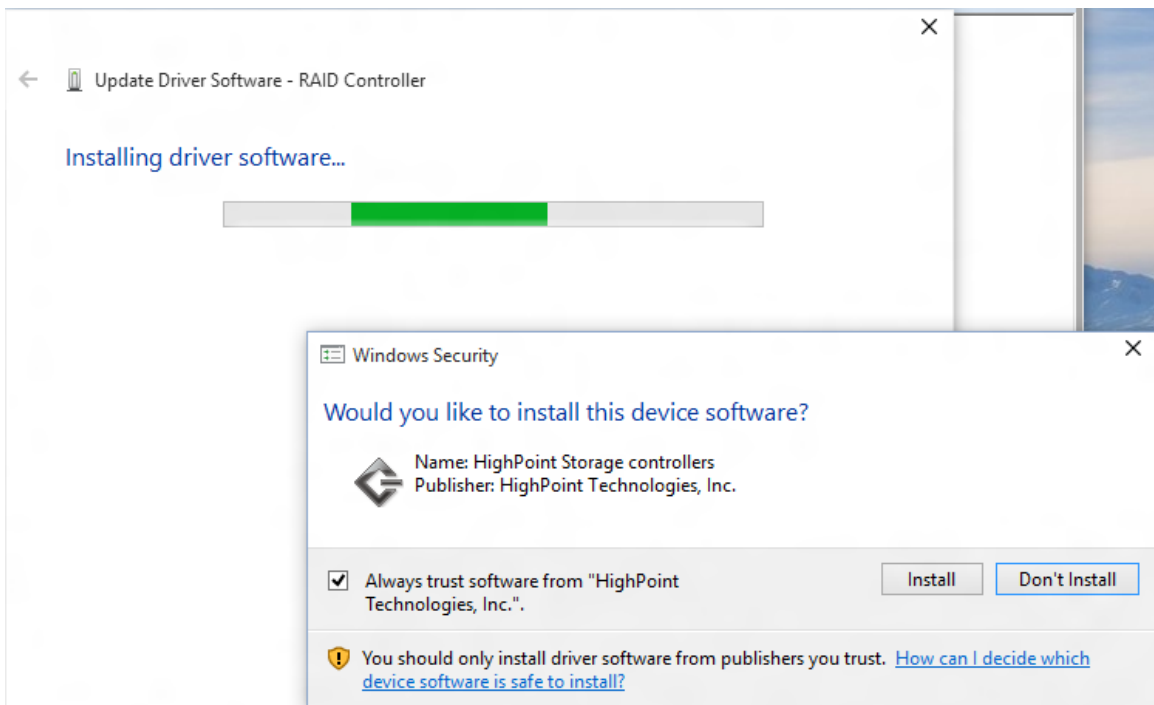 Update Driver Software - RAID Controller
Installing driver software...
Windows Security
Would you like to install this device software?
Name: HighPoint Storage controllers
Publisher: HighPoint Technologies, Inc.
Always trust software from "HighPoint
Technologies, Inc.".
Install
Don't Install
You should only install driver software from publishers you trust. How can I decide which
device software is safe to install?